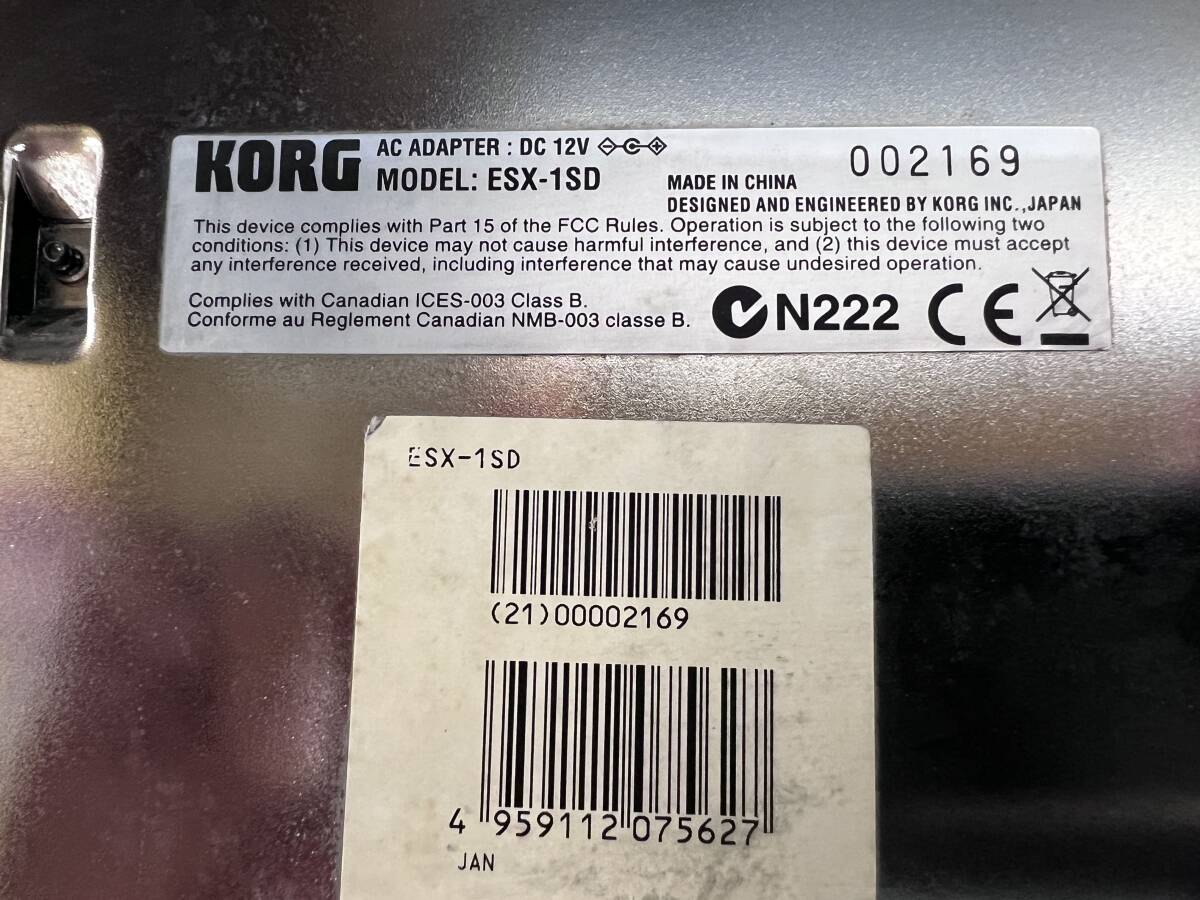 KORG
AC ADAPTER : DC 12V
MODEL: ESX-1SD
002169
MADE IN CHINA
DESIGNED AND ENGINEERED BY KORG INC.,JAPAN
This device complies with Part 15 of the FCC Rules. Operation is subject to the following two
conditions: (1) This device may not cause harmful interference, and (2) this device must accept
any interference received, including interference that may cause undesired operation.
Complies with Canadian ICES-003 Class B.
Conforme au Reglement Canadian NMB-003 classe B.
N222 CE
ESX-1SD
(21)00002169
4 959112 075627
JAN